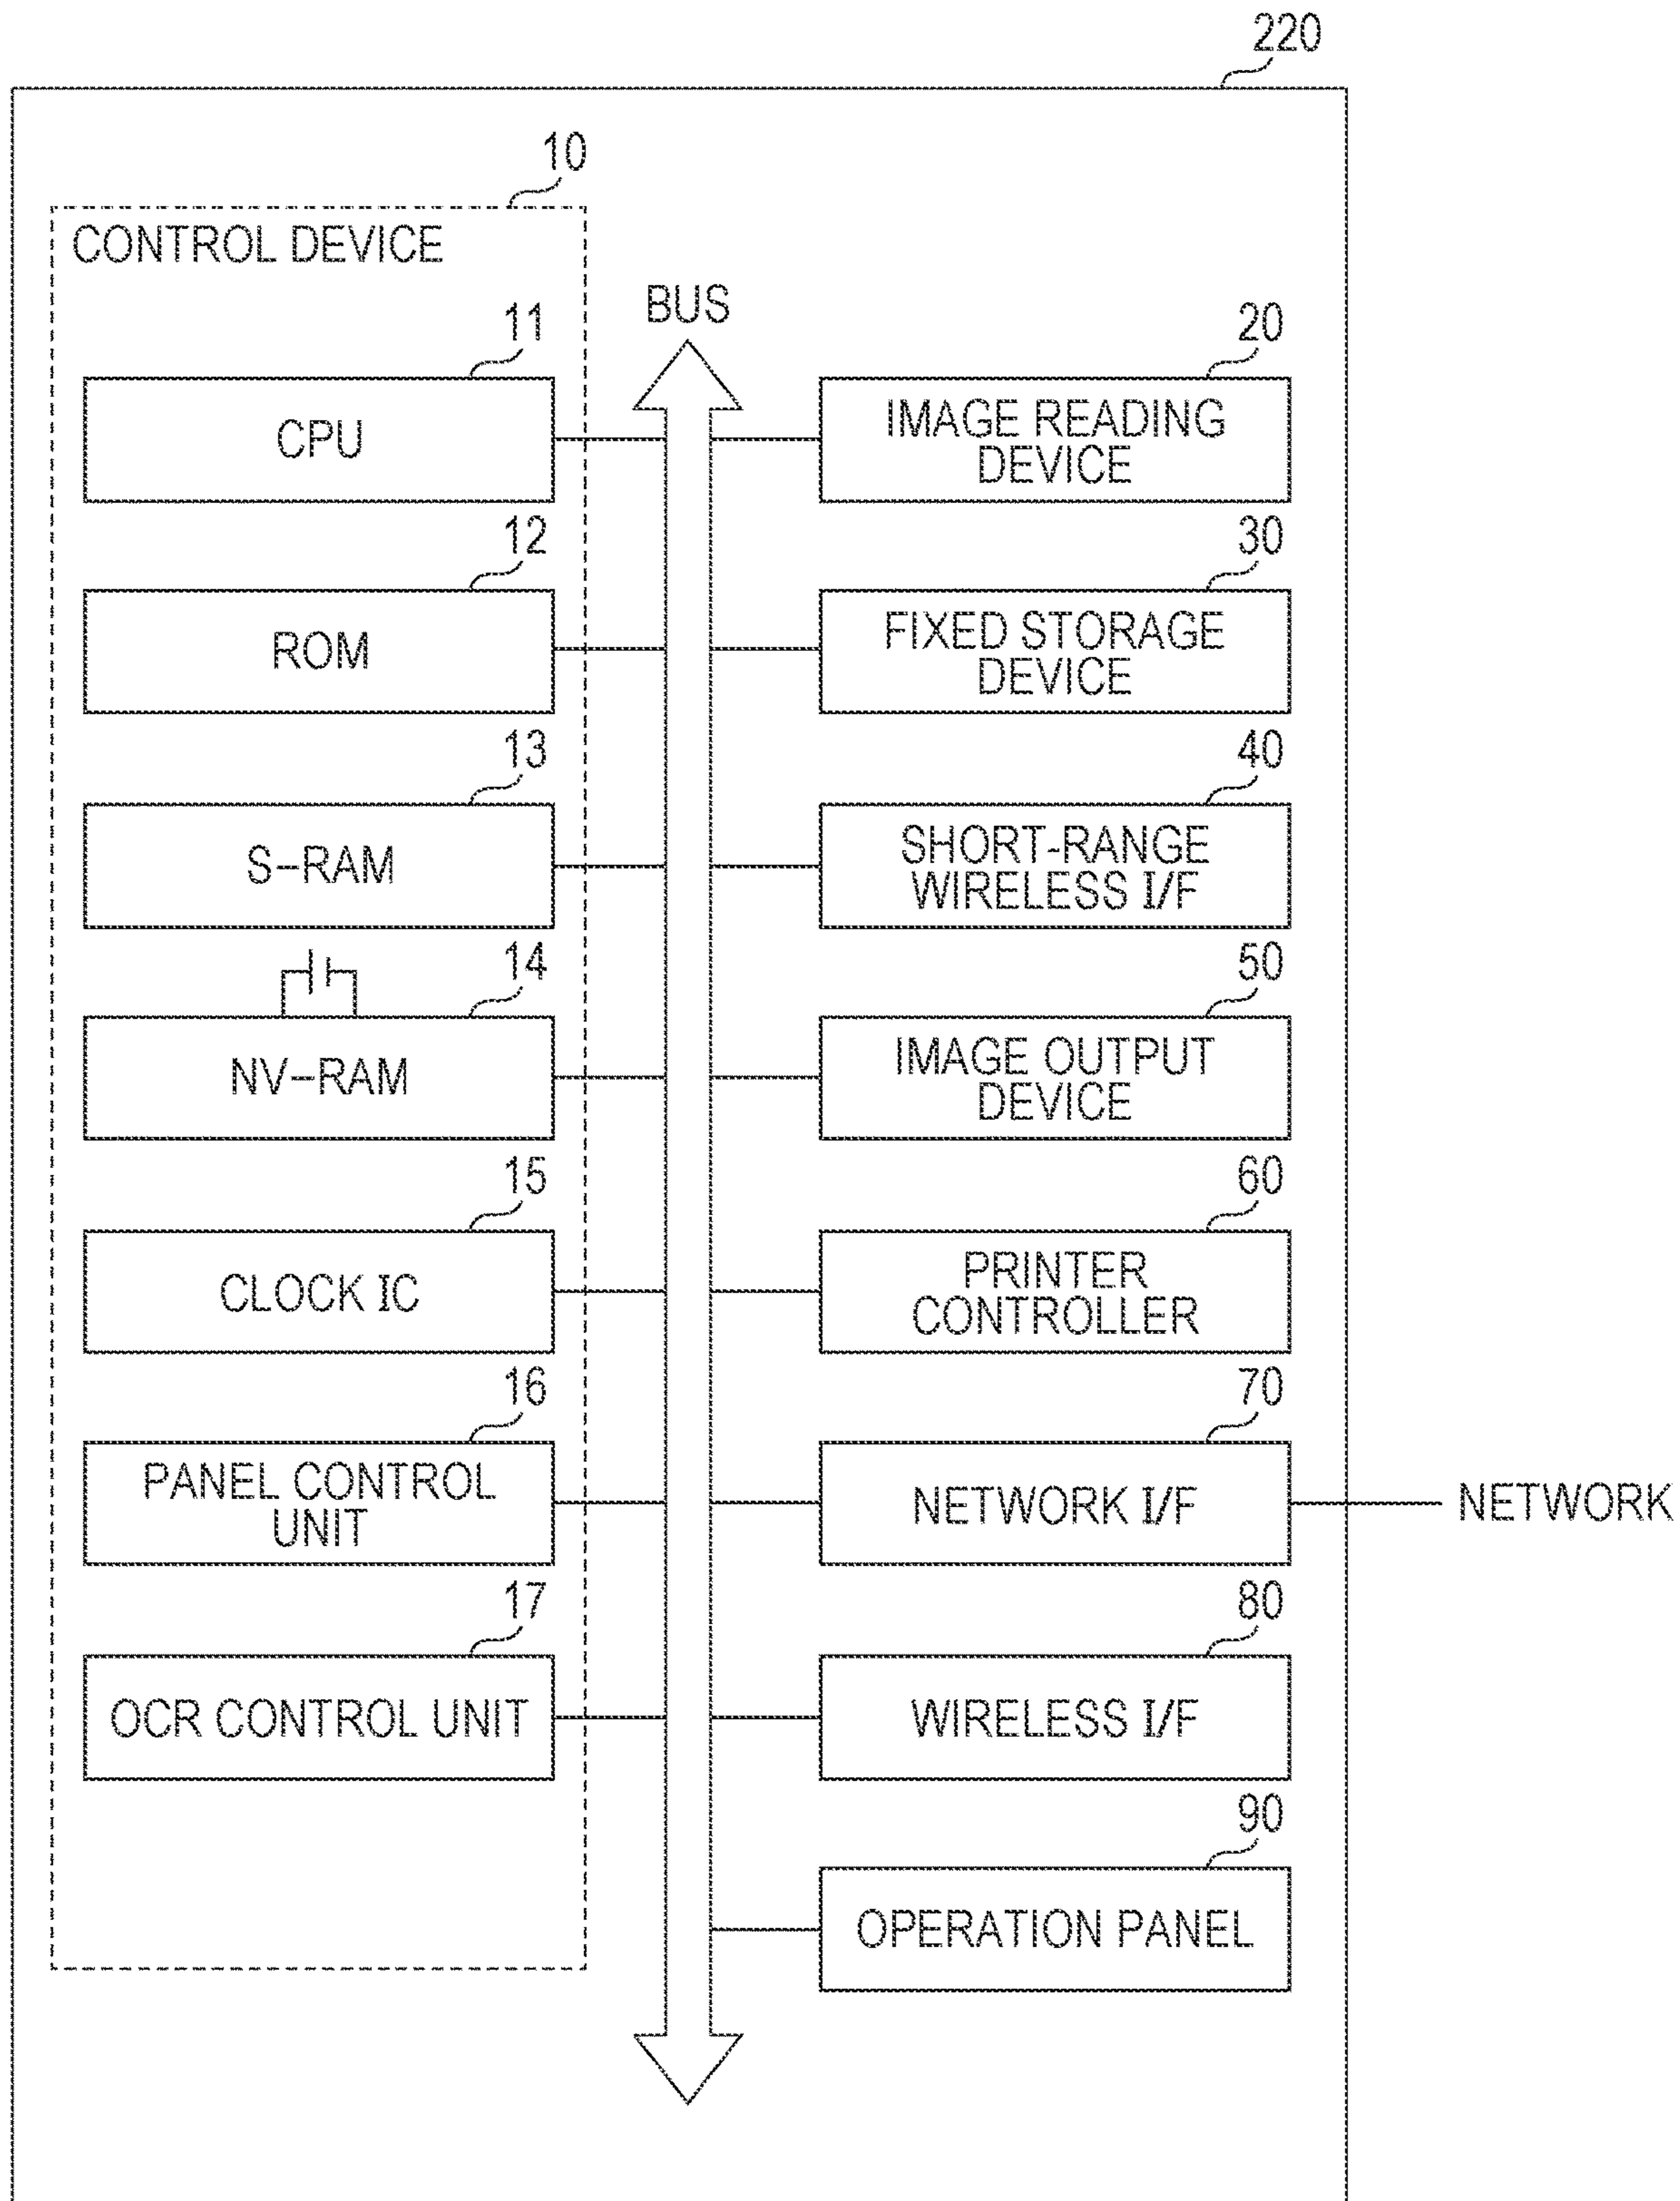 220
10
CONTROL DEVICE
BUS
11
CPU
20
IMAGE READING
DEVICE
12
ROM
30
FIXED STORAGE
DEVICE
13
S-RAM
40
SHORT-RANGE
WIRELESS I/F
14
NV-RAM
50
IMAGE OUTPUT
DEVICE
15
CLOCK IC
60
PRINTER
CONTROLLER
16
PANEL CONTROL
UNIT
70
NETWORK I/F
NETWORK
17
OCR CONTROL UNIT
80
WIRELESS I/F
90
OPERATION PANEL